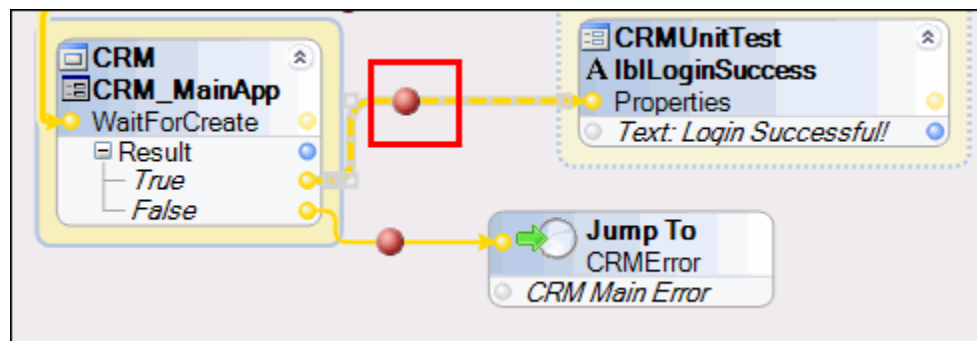 CRM
CRM_MainApp
WaitForCreate
Result
True
False
CRMUnitTest
A lblLoginSuccess
Properties
Text: Login Successful!
Jump To
CRMError
CRM Main Error